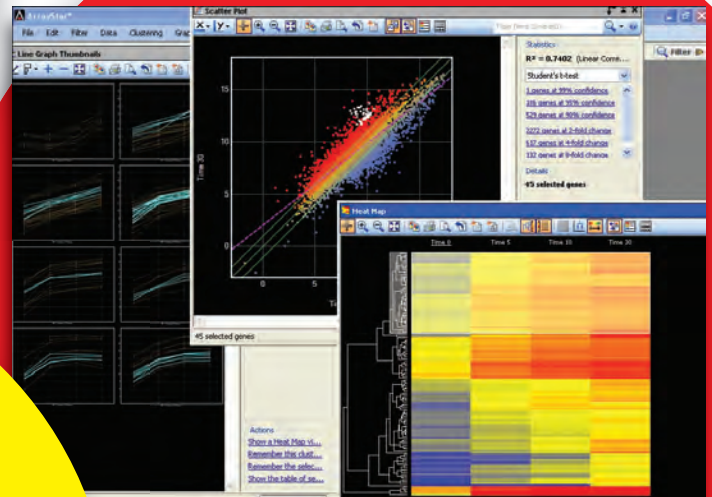 ArrayStar*
File Edit Filter Data Clustering
Line Graph Thumbnails
Scatter Plot
X Y
Filter
Statistics
R² = 0.7402 (Linear Corre...
Student's t-test
1 genes at 99% confidence
186 genes at 95% confidence
529 genes at 90% confidence
2072 genes at 2-fold change
637 genes at 4-fold change
132 genes at 8-fold change
Details
45 selected genes
15
10
5
0
Time 30
0 5
45 selected genes
Heat Map
Time 0 Time 5 Time 10 Time 30
Actions
Show a Heat Map vi...
Remember this clust...
Remember the selec...
Show the table of se...